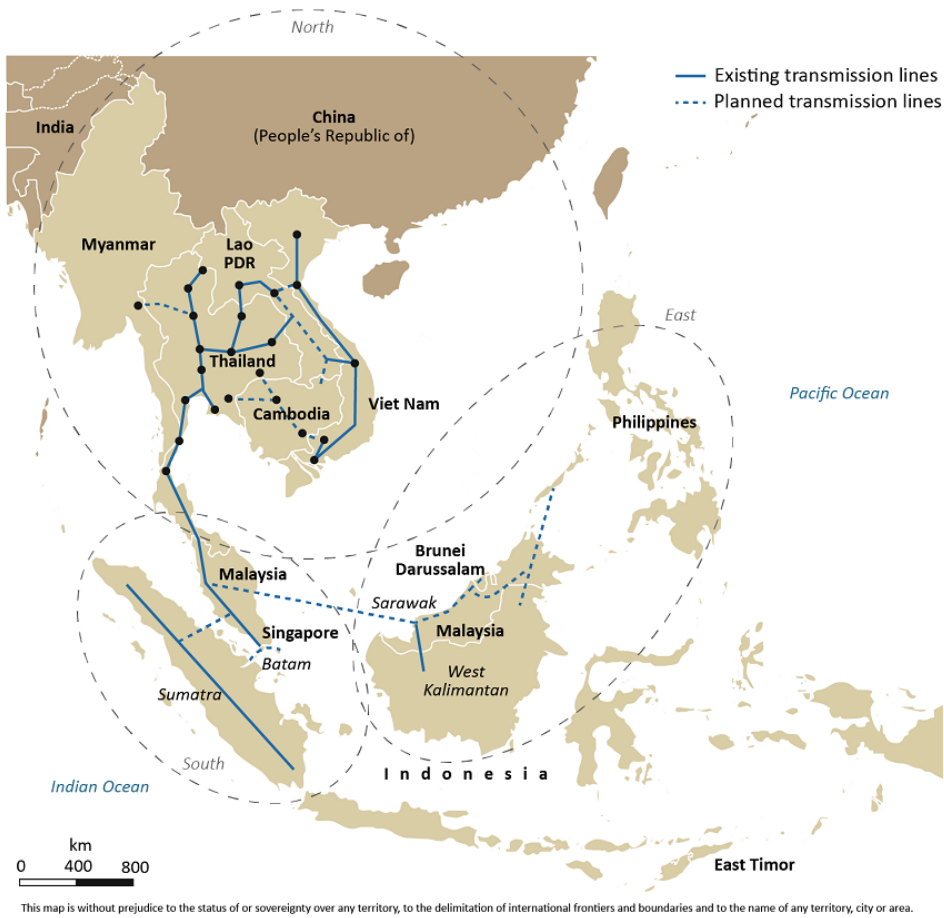 North
Existing transmission lines
Planned transmission lines
China
(People's Republic of)
India
Myanmar
Lao
PDR
East
Thailand
Pacific Ocean
Viet Nam
Cambodia
Philippines
Brunei
Darussalam
Malaysia
Sarawak
Singapore
Malaysia
Batam
West
Kalimantan
Sumatra
South
Indonesia
Indian Ocean
km
0 400 800
East Timor
This map is without prejudice to the status of or sovereignty over any territory, to the delimitation of international frontiers and boundaries and to the name of any territory, city or area.